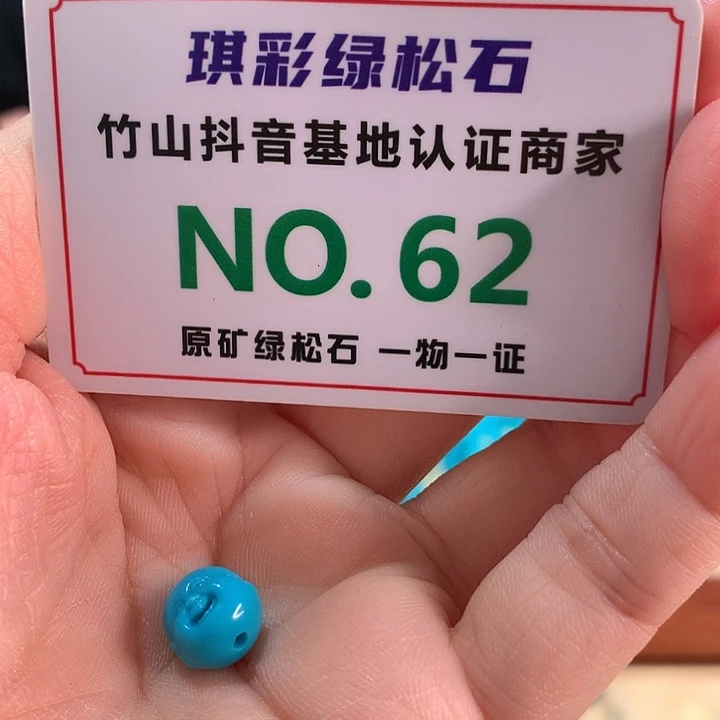 琪彩绿松石
竹山抖音基地认证商家
NO. 62
原矿绿松石 一物一证